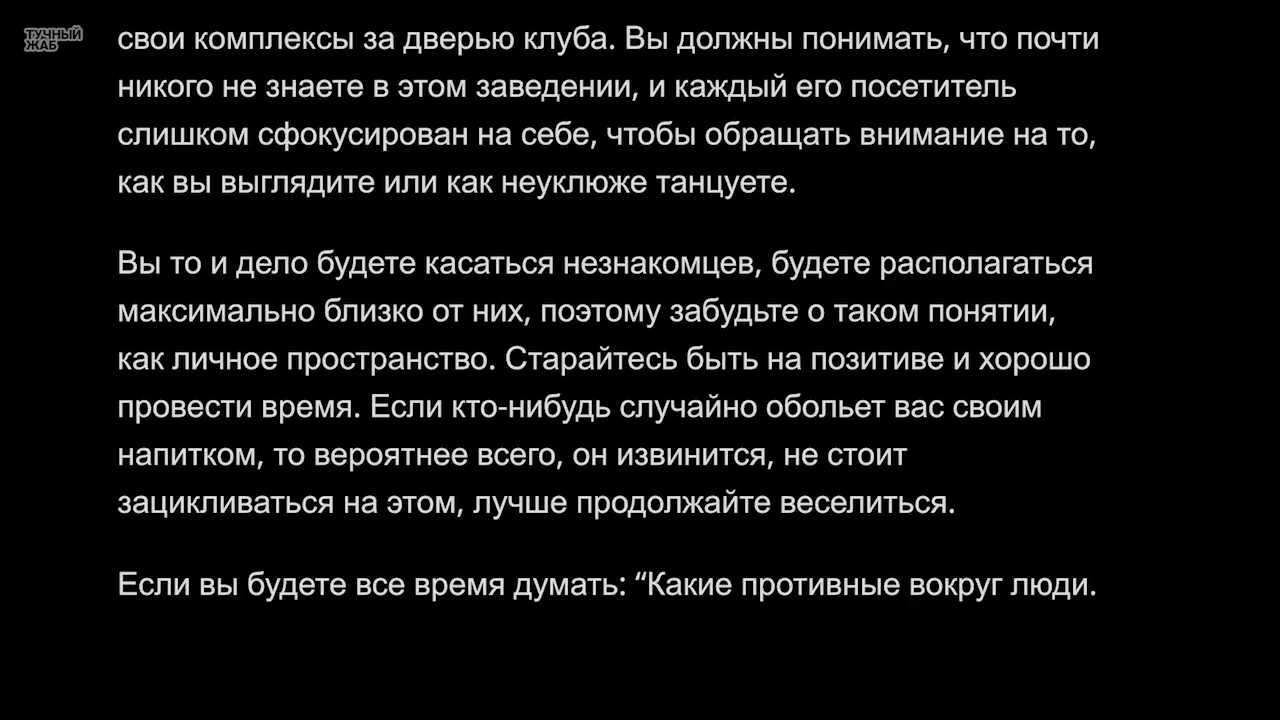 ТУЧНЫЙ
ЖАБ
свои комплексы за дверью клуба. Вы должны понимать, что почти
никого не знаете в этом заведении, и каждый его посетитель
слишком сфокусирован на себе, чтобы обращать внимание на то,
как вы выглядите или как неуклюже танцуете.
Вы то и дело будете касаться незнакомцев, будете располагаться
максимально близко от них, поэтому забудьте о таком понятии,
как личное пространство. Старайтесь быть на позитиве и хорошо
провести время. Если кто-нибудь случайно обольет вас своим
напитком, то вероятнее всего, он извинится, не стоит
зацикливаться на этом, лучше продолжайте веселиться.
Если вы будете все время думать: “Какие противные вокруг люди.